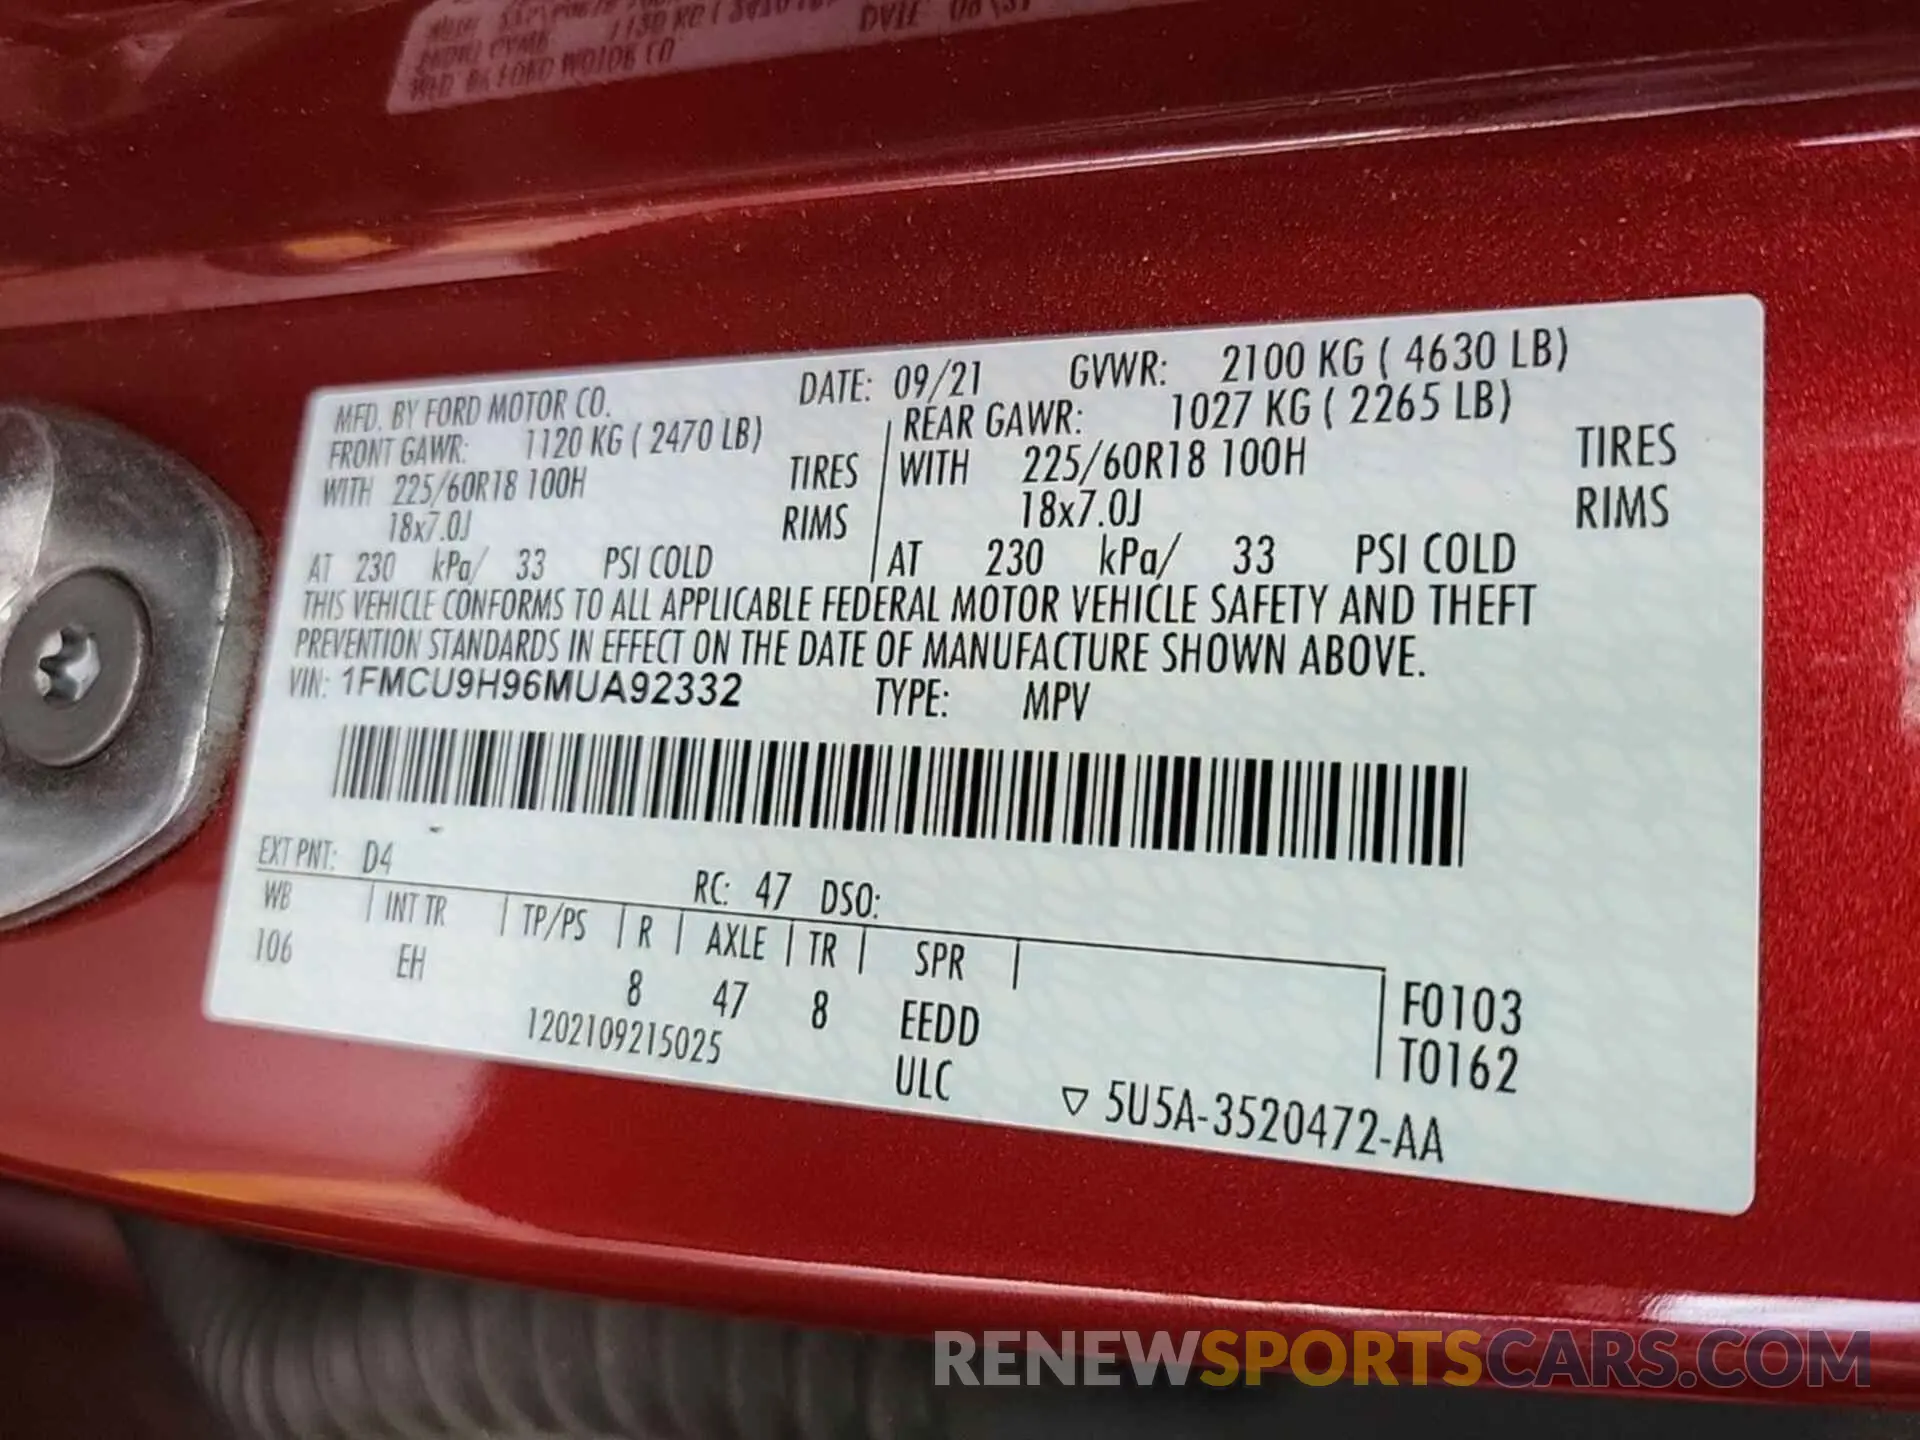 MFD. BY FORD MOTOR CO. DATE: 09/21 GVWR: 2100 KG ( 4630 LB)
FRONT GAWR: 1120 KG ( 2470 LB) REAR GAWR: 1027 KG ( 2265 LB)
WITH 225/60R18 100H TIRES WITH 225/60R18 100H TIRES
18x7.0J RIMS 18x7.0J RIMS
AT 230 kPa/ 33 PSI COLD AT 230 kPa/ 33 PSI COLD
THIS VEHICLE CONFORMS TO ALL APPLICABLE FEDERAL MOTOR VEHICLE SAFETY AND THEFT
PREVENTION STANDARDS IN EFFECT ON THE DATE OF MANUFACTURE SHOWN ABOVE.
VIN: 1FMCU9H96MUA92332 TYPE: MPV
EXT PNT: D4 RC: 47 DSO:
WB INT TR TP/PS R AXLE TR SPR
106 EH 8 47 8 EEDD F0103
1202109215025 ULC T0162
5U5A-3520472-AA
RENEWSPORTSCARS.COM